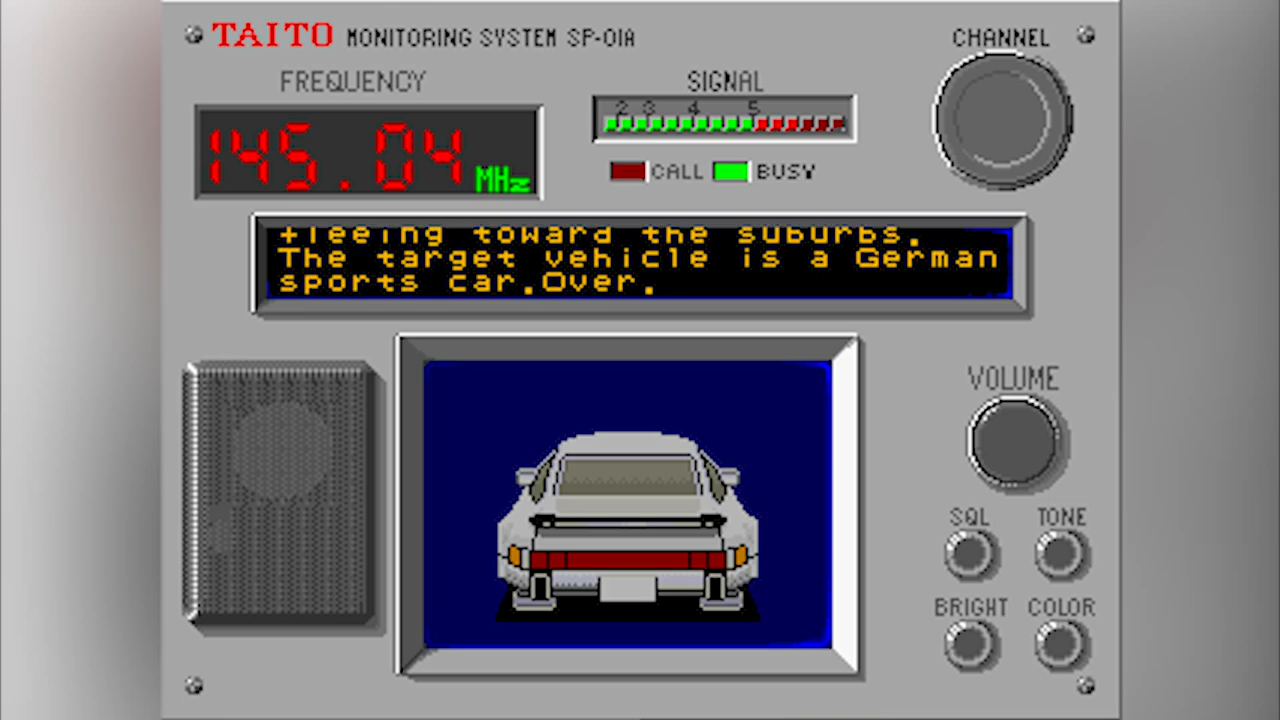 TAITO MONITORING SYSTEM SP-01A
CHANNEL
FREQUENCY
SIGNAL
2 3 4 5
145.04 MHz
CALL BUSY
fleeing toward the suburbs.
The target vehicle is a German
sports car.Over.
VOLUME
SQL TONE
BRIGHT COLOR